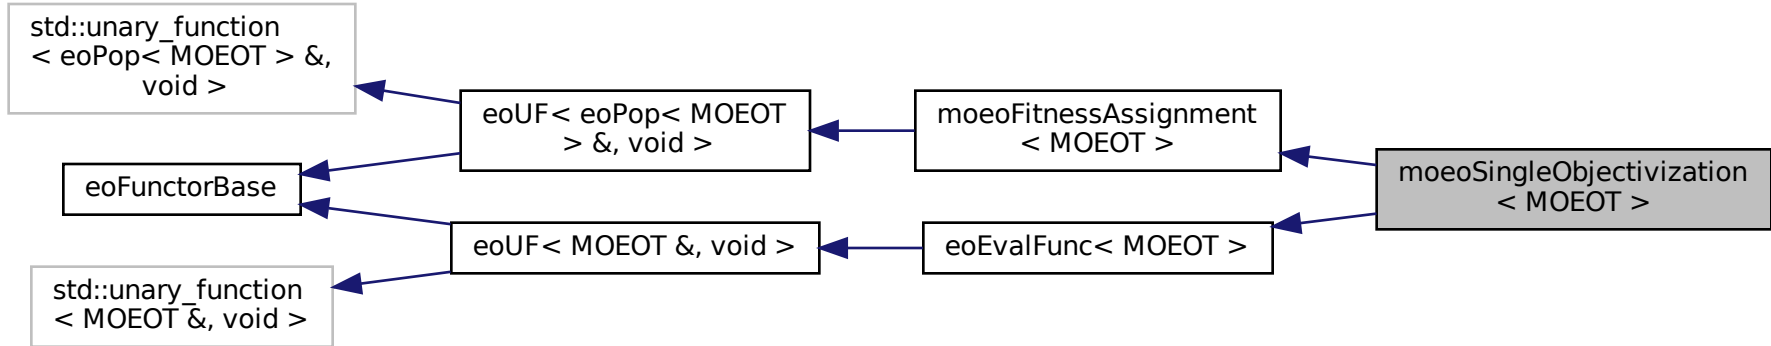 std::unary_function
< eoPop< MOEOT > &,
void >
eoFunctorBase
std::unary_function
< MOEOT &, void >
eoUF< eoPop< MOEOT
> &, void >
eoUF< MOEOT &, void >
moeoFitnessAssignment
< MOEOT >
eoEvalFunc< MOEOT >
moeoSingleObjectivization
< MOEOT >